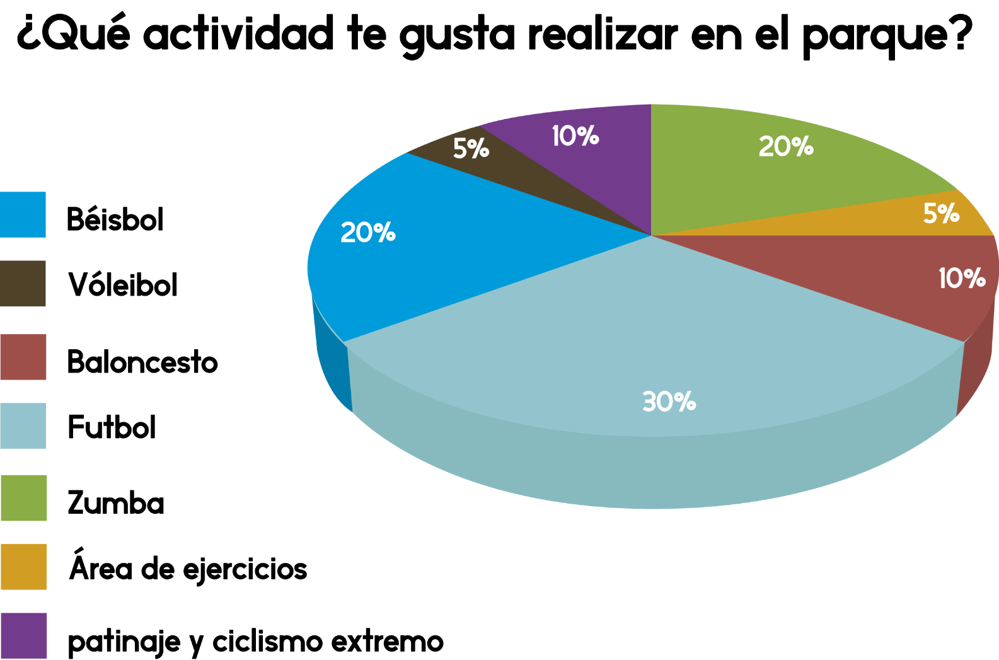 ¿Qué actividad te gusta realizar en el parque?
10%
20%
5%
5%
Béisbol
20%
10%
Vóleibol
Baloncesto
30%
Futbol
Zumba
Área de ejercicios
patinaje y ciclismo extremo